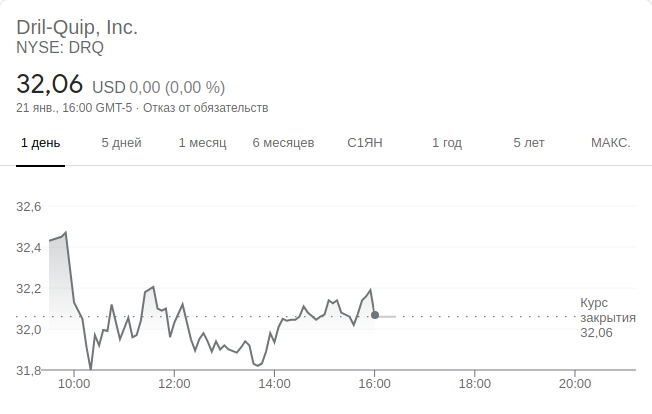 Dril-Quip, Inc.
NYSE: DRQ
32,06 USD 0,00 (0,00 %)
21 янв., 16:00 GMT-5 · Отказ от обязательств
1 день 5 дней 1 месяц 6 месяцев С1ЯН 1 год 5 лет МАКС.
32,6
32,4
32,2
32,0
31,8
Курс
закрытия
32,06
10:00 12:00 14:00 16:00 18:00 20:00